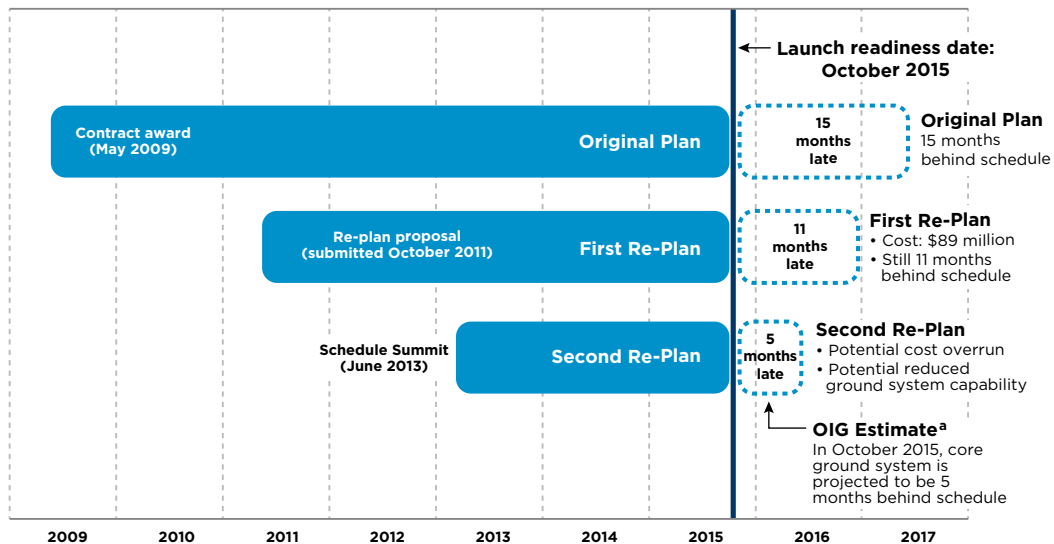 Launch readiness date:
October 2015
Contract award
(May 2009)
Original Plan
15
months
late
Original Plan
15 months
behind schedule
Re-plan proposal
(submitted October 2011)
First Re-Plan
11
months
late
First Re-Plan
• Cost: $89 million
• Still 11 months
behind schedule
Schedule Summit
(June 2013)
Second Re-Plan
5
months
late
Second Re-Plan
• Potential cost overrun
• Potential reduced
ground system capability
OIG Estimateª
In October 2015, core
ground system is
projected to be 5
months behind schedule
2009 2010 2011 2012 2013 2014 2015 2016 2017